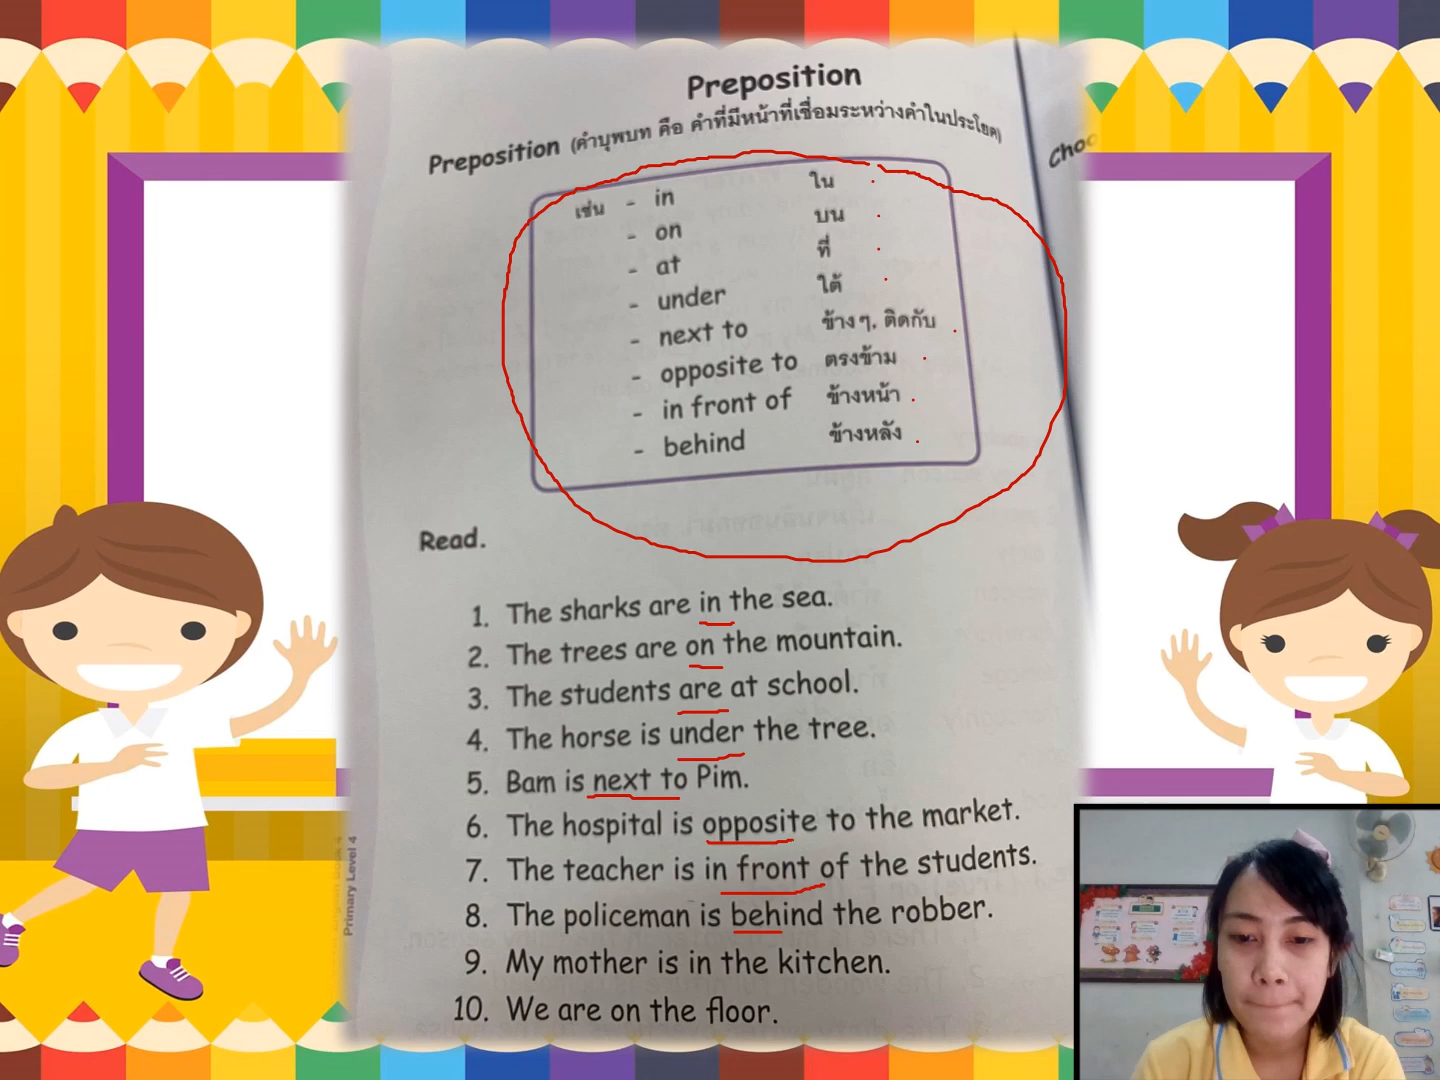 Preposition
Preposition (คำบุพบท คือ คำที่มีหน้าที่เชื่อมระหว่างคำในประโยค)
เช่น - in ใน
- on บน
- at ที่
- under ใต้
- next to ข้างๆ, ติดกับ
- opposite to ตรงข้าม
- in front of ข้างหน้า
- behind ข้างหลัง
Read.
1. The sharks are in the sea.
2. The trees are on the mountain.
3. The students are at school.
4. The horse is under the tree.
5. Bam is next to Pim.
6. The hospital is opposite to the market.
7. The teacher is in front of the students.
8. The policeman is behind the robber.
9. My mother is in the kitchen.
10. We are on the floor.
Primary Level 4